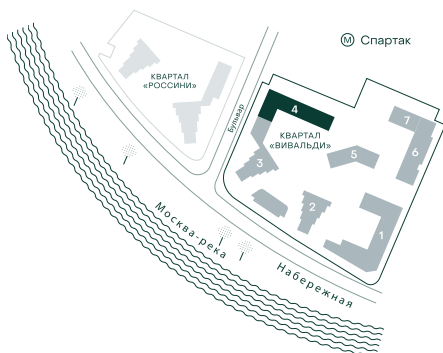 М Спартак
КВАРТАЛ
«РОССИНИ»
Бульвар
4
7
КВАРТАЛ
«ВИВАЛЬДИ»
3
5
6
2
1
Москва-река
Набережная